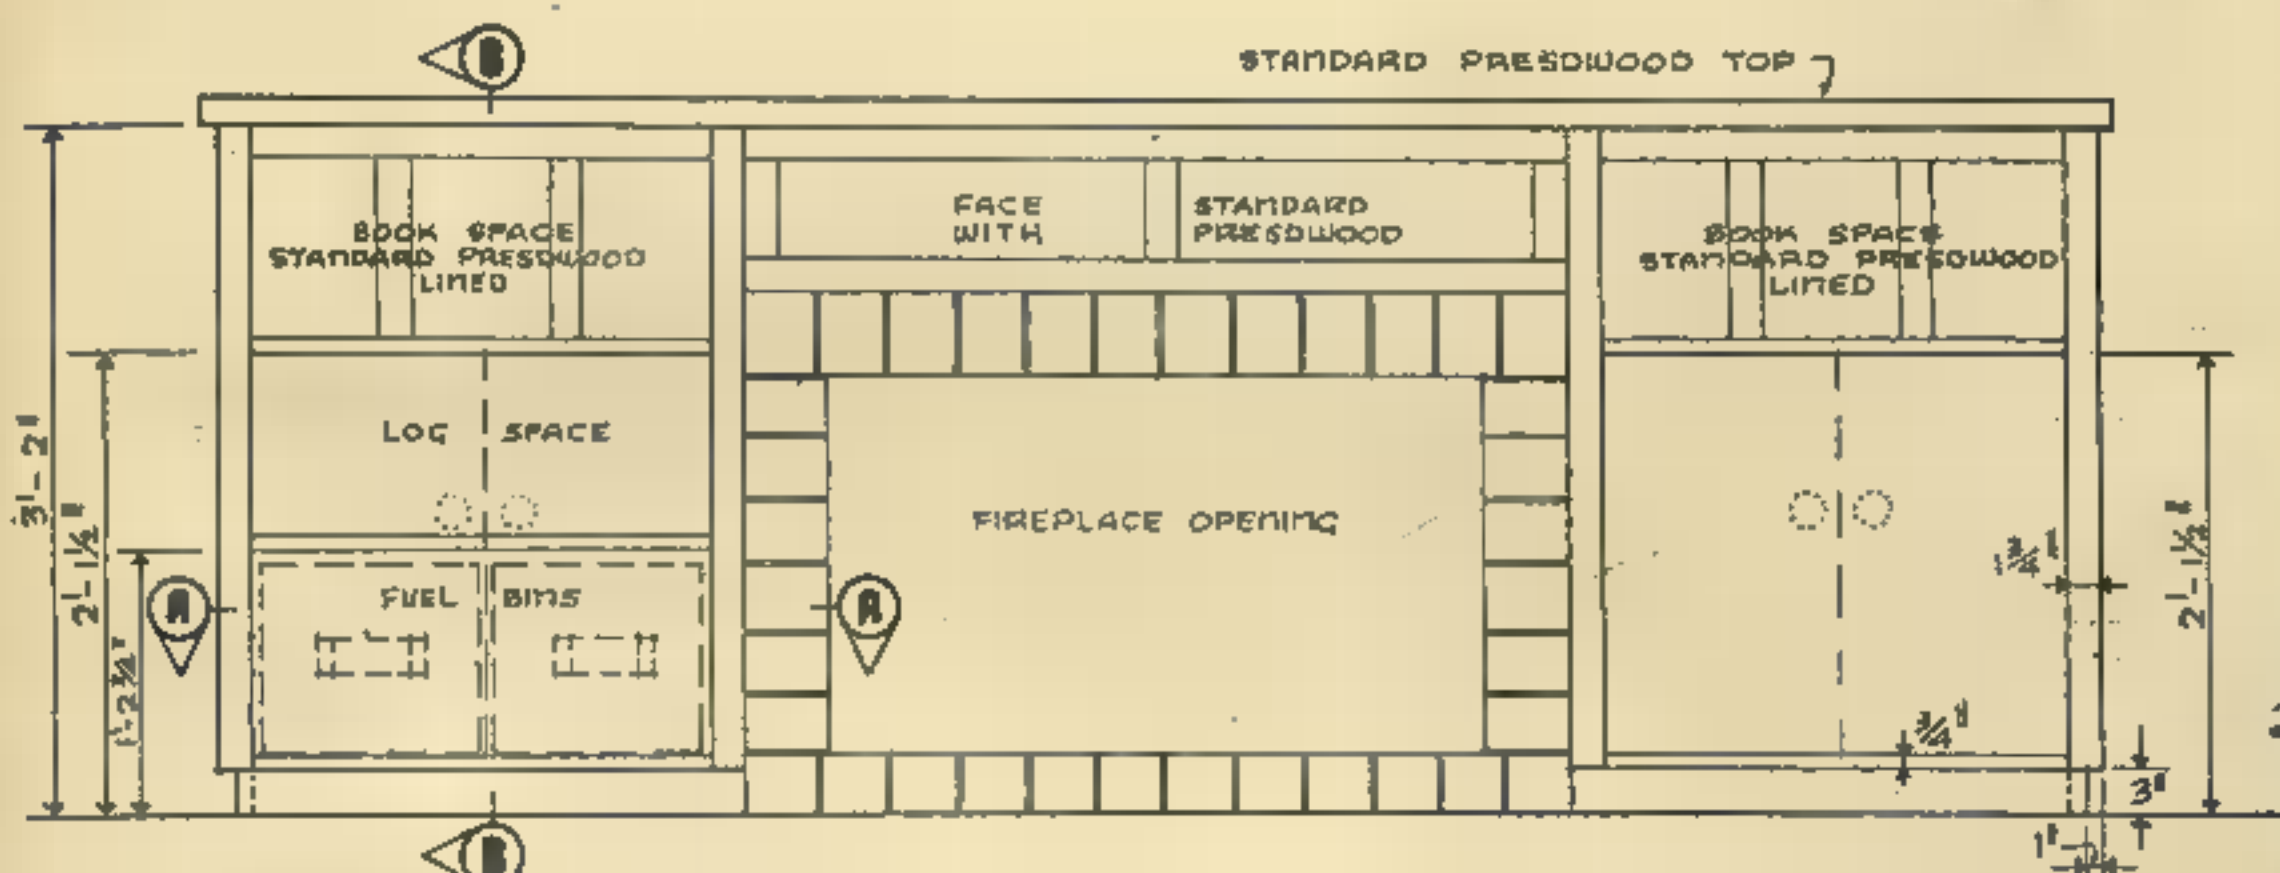 B
STANDARD PRESDWOOD TOP
FACE
WITH
STANDARD
PRESDWOOD
BOOK SPACE
STANDARD PRESDWOOD
LINED
BOOK SPACE
STANDARD PRESDWOOD
LINED
LOG SPACE
FIREPLACE OPENING
3'-2"
2'-1½"
1'-2¾"
A
FUEL BINS
A
2'-1½"
¾"
3"
1"
B